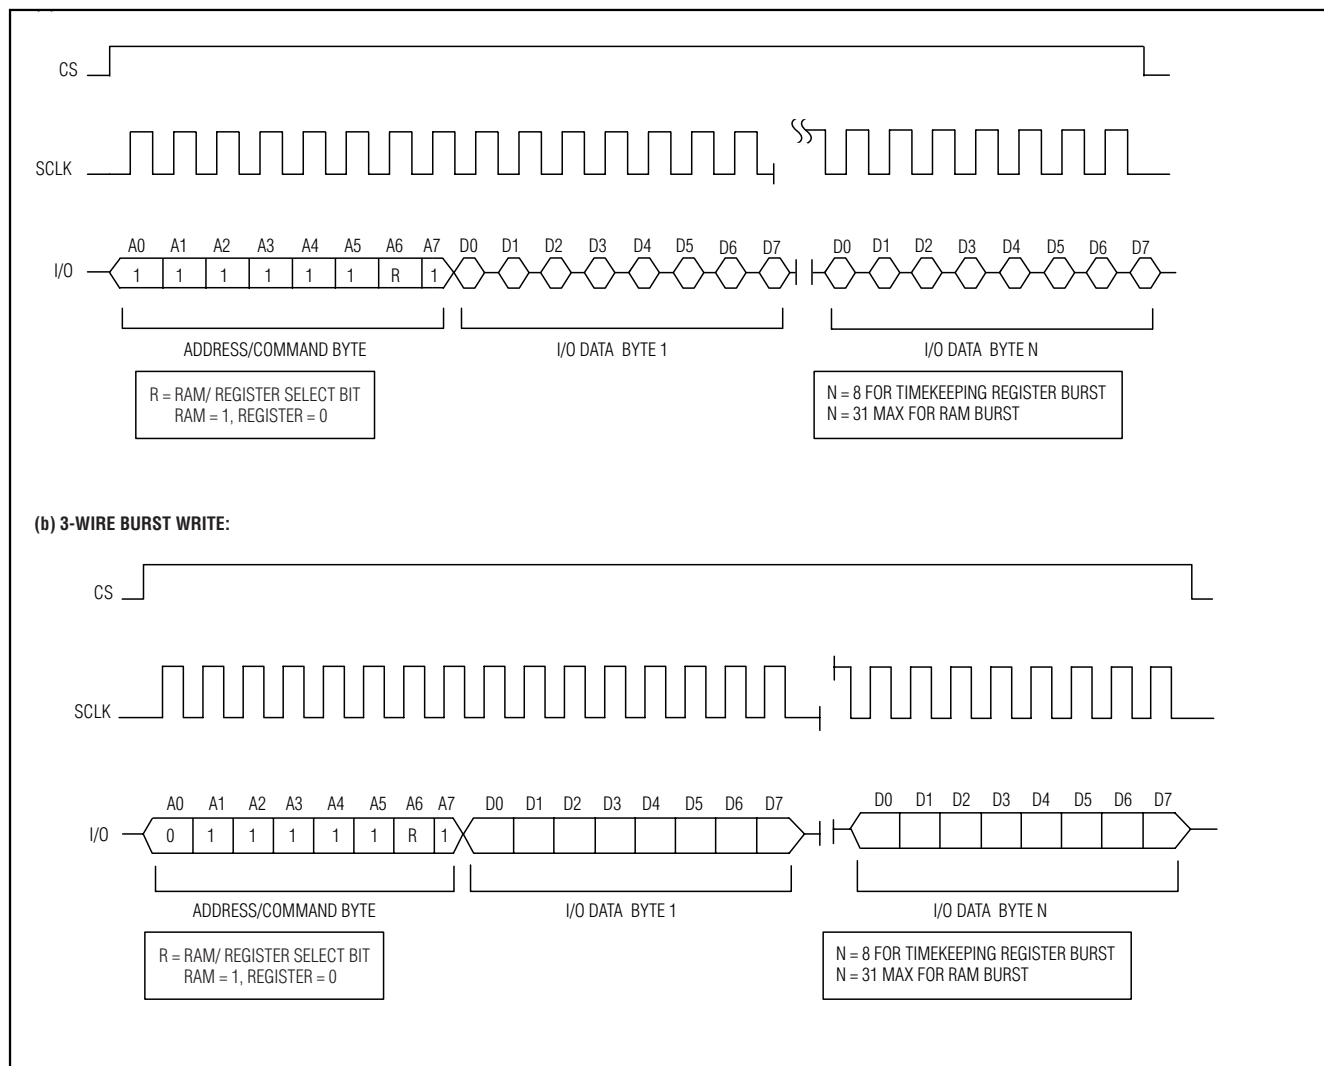 CS
SCLK
A0 A1 A2 A3 A4 A5 A6 A7 D0 D1 D2 D3 D4 D5 D6 D7 D0 D1 D2 D3 D4 D5 D6 D7
I/O 1 1 1 1 1 1 R 1
ADDRESS/COMMAND BYTE I/O DATA BYTE 1 I/O DATA BYTE N
R = RAM/ REGISTER SELECT BIT
RAM = 1, REGISTER = 0
N = 8 FOR TIMEKEEPING REGISTER BURST
N = 31 MAX FOR RAM BURST
(b) 3-WIRE BURST WRITE:
CS
SCLK
A0 A1 A2 A3 A4 A5 A6 A7 D0 D1 D2 D3 D4 D5 D6 D7 D0 D1 D2 D3 D4 D5 D6 D7
I/O 0 1 1 1 1 1 R 1
ADDRESS/COMMAND BYTE I/O DATA BYTE 1 I/O DATA BYTE N
R = RAM/ REGISTER SELECT BIT
RAM = 1, REGISTER = 0
N = 8 FOR TIMEKEEPING REGISTER BURST
N = 31 MAX FOR RAM BURST